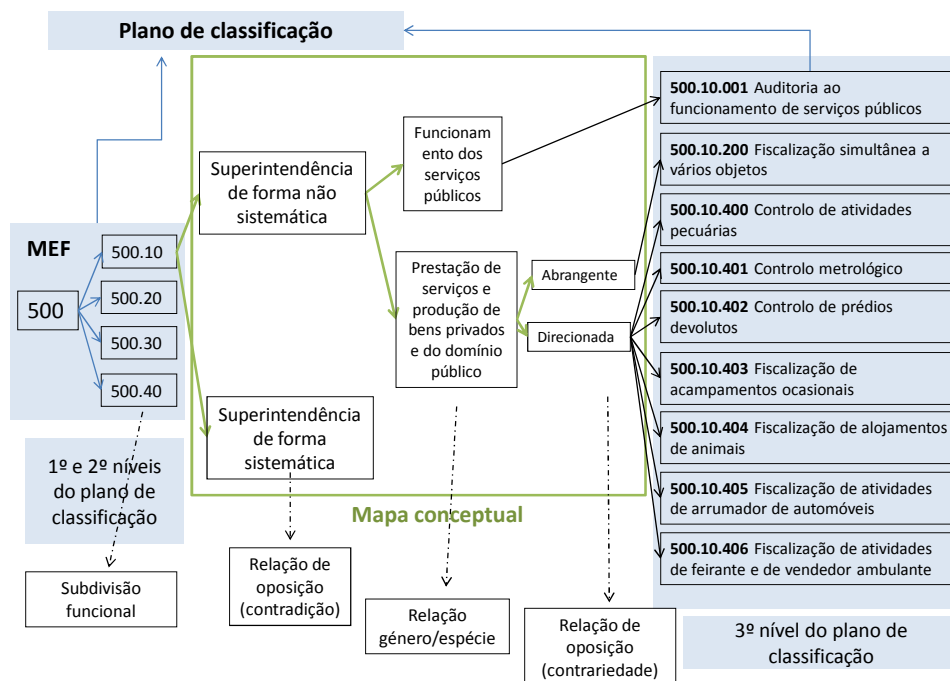 Plano de classificação
MEF
500
500.10
500.20
500.30
500.40
1º e 2º níveis
do plano de
classificação
Subdivisão
funcional
Superintendência
de forma não
sistemática
Superintendência
de forma
sistemática
Funcionam
ento dos
serviços
públicos
Prestação de
serviços e
produção de
bens privados
e do domínio
público
Abrangente
Direcionada
Mapa conceptual
Relação de
oposição
(contradição)
Relação
género/espécie
Relação de
oposição
(contrariedade)
500.10.001 Auditoria ao
funcionamento de serviços públicos
500.10.200 Fiscalização simultânea a
vários objetos
500.10.400 Controlo de atividades
pecuárias
500.10.401 Controlo metrológico
500.10.402 Controlo de prédios
devolutos
500.10.403 Fiscalização de
acampamentos ocasionais
500.10.404 Fiscalização de alojamentos
de animais
500.10.405 Fiscalização de atividades
de arrumador de automóveis
500.10.406 Fiscalização de atividades
de feirante e de vendedor ambulante
3º nível do plano de
classificação